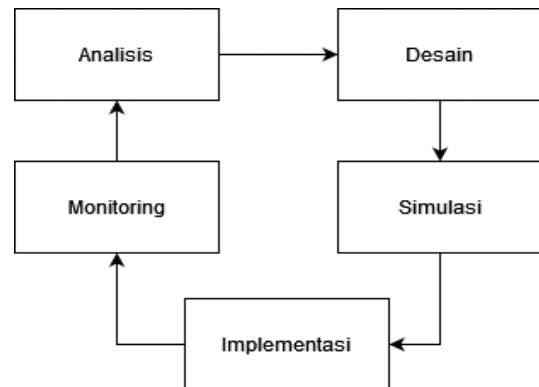 Analisis
Desain
Monitoring
Simulasi
Implementasi